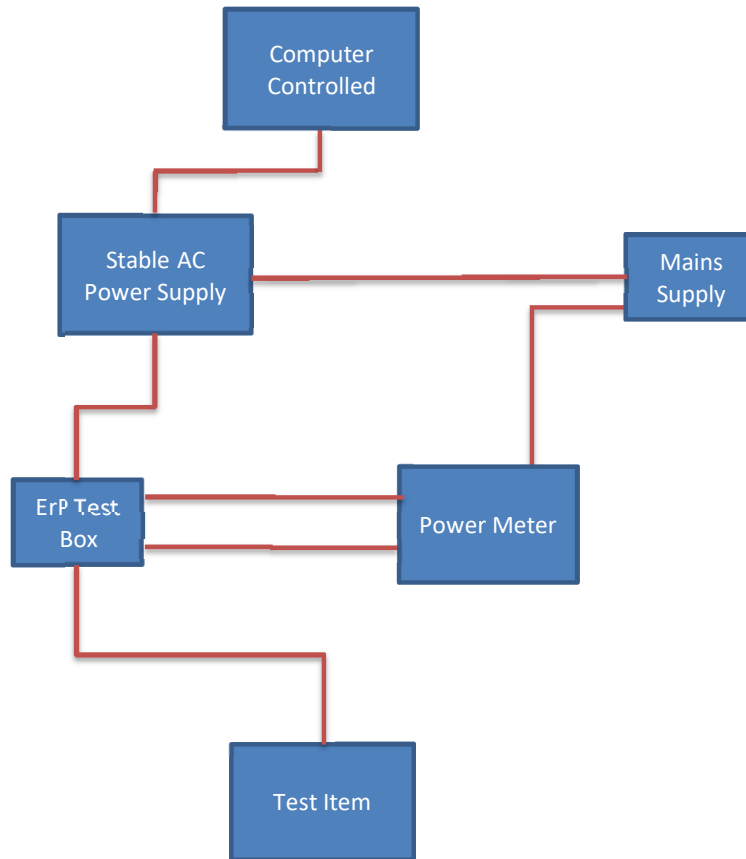 Computer
Controlled
Stable AC
Power Supply
Mains
Supply
ErP Test
Box
Power Meter
Test Item